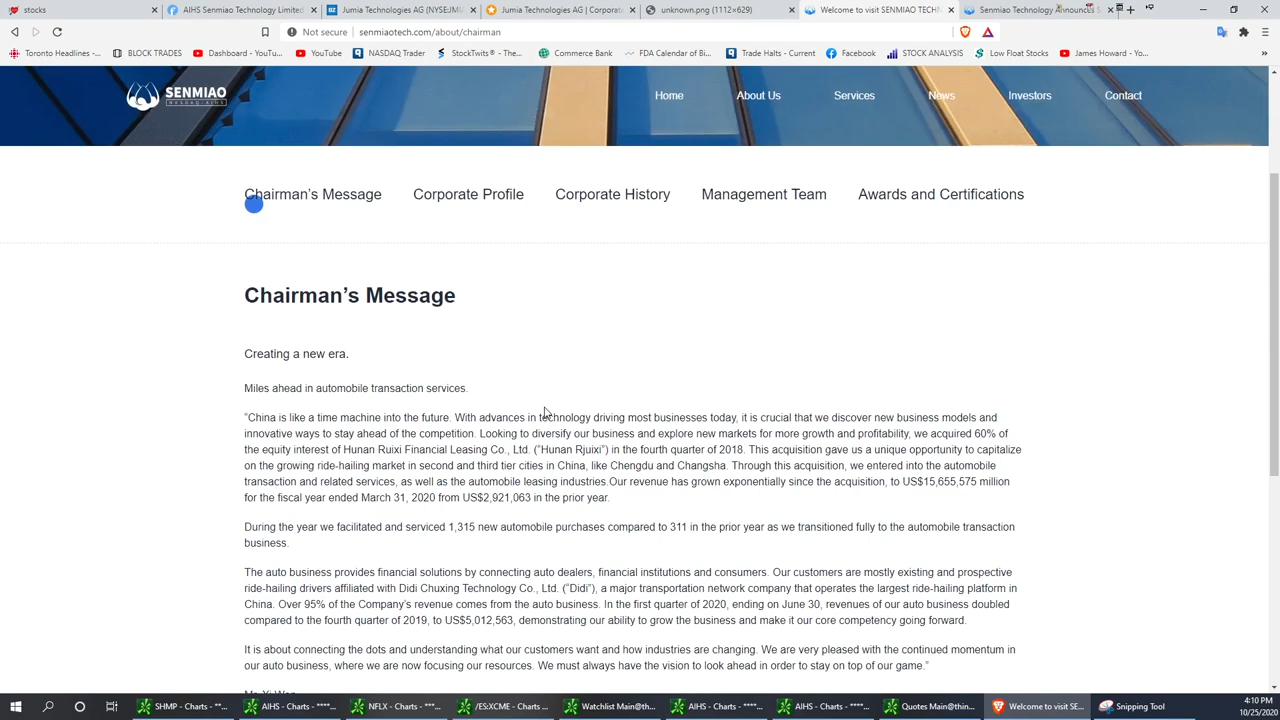 stocks
AIHS Senmiao Technology Limited
Jumia Technologies AG (NYSE:JMI
Jumia Technologies AG | Corporat
unknown.png (1112×629)
Welcome to visit SENMIAO TECHN
Senmiao Technology Announces
Not secure
senmiaotech.com/about/chairman
Toronto Headlines -...
BLOCK TRADES
Dashboard - YouTu...
YouTube
NASDAQ Trader
StockTwits® - The...
Commerce Bank
FDA Calendar of Bi...
Trade Halts - Current
Facebook
STOCK ANALYSIS
Low Float Stocks
James Howard - Yo...
SENMIAO
NASDAQ:AIHS
Home
About Us
Services
News
Investors
Contact
Chairman's Message
Corporate Profile
Corporate History
Management Team
Awards and Certifications
Chairman's Message
Creating a new era.
Miles ahead in automobile transaction services.
"China is like a time machine into the future. With advances in technology driving most businesses today, it is crucial that we discover new business models and
innovative ways to stay ahead of the competition. Looking to diversify our business and explore new markets for more growth and profitability, we acquired 60% of
the equity interest of Hunan Ruixi Financial Leasing Co., Ltd. ("Hunan Rjuixi") in the fourth quarter of 2018. This acquisition gave us a unique opportunity to capitalize
on the growing ride-hailing market in second and third tier cities in China, like Chengdu and Changsha. Through this acquisition, we entered into the automobile
transaction and related services, as well as the automobile leasing industries.Our revenue has grown exponentially since the acquisition, to US$15,655,575 million
for the fiscal year ended March 31, 2020 from US$2,921,063 in the prior year.
During the year we facilitated and serviced 1,315 new automobile purchases compared to 311 in the prior year as we transitioned fully to the automobile transaction
business.
The auto business provides financial solutions by connecting auto dealers, financial institutions and consumers. Our customers are mostly existing and prospective
ride-hailing drivers affiliated with Didi Chuxing Technology Co., Ltd. ("Didi"), a major transportation network company that operates the largest ride-hailing platform in
China. Over 95% of the Company's revenue comes from the auto business. In the first quarter of 2020, ending on June 30, revenues of our auto business doubled
compared to the fourth quarter of 2019, to US$5,012,563, demonstrating our ability to grow the business and make it our core competency going forward.
It is about connecting the dots and understanding what our customers want and how industries are changing. We are very pleased with the continued momentum in
our auto business, where we are now focusing our resources. We must always have the vision to look ahead in order to stay on top of our game."
SHMP - Charts - **...
AIHS - Charts - ****...
NFLX - Charts - ***...
/ES:XCME - Charts -...
Watchlist Main@th...
AIHS - Charts - ****...
AIHS - Charts - ****...
Quotes Main@thin...
Welcome to visit SE...
Snipping Tool
4:10 PM
10/25/2020